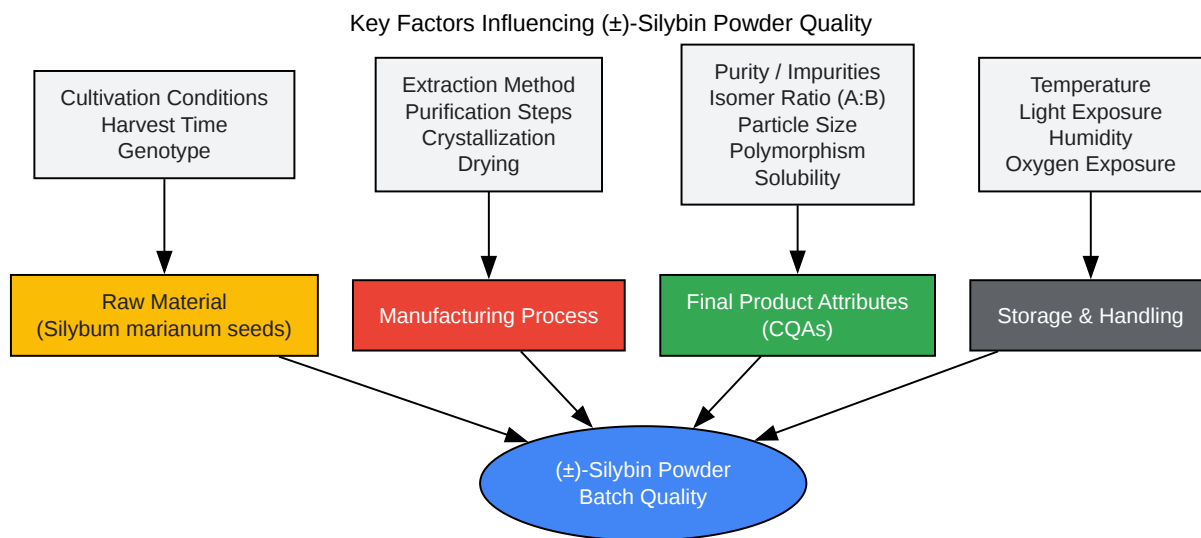 Key Factors Influencing (±)-Silybin Powder Quality
Cultivation Conditions
Harvest Time
Genotype
Extraction Method
Purification Steps
Crystallization
Drying
Purity / Impurities
Isomer Ratio (A:B)
Particle Size
Polymorphism
Solubility
Temperature
Light Exposure
Humidity
Oxygen Exposure
Raw Material
(Silybum marianum seeds)
Manufacturing Process
Final Product Attributes
(CQAs)
Storage & Handling
(±)-Silybin Powder
Batch Quality